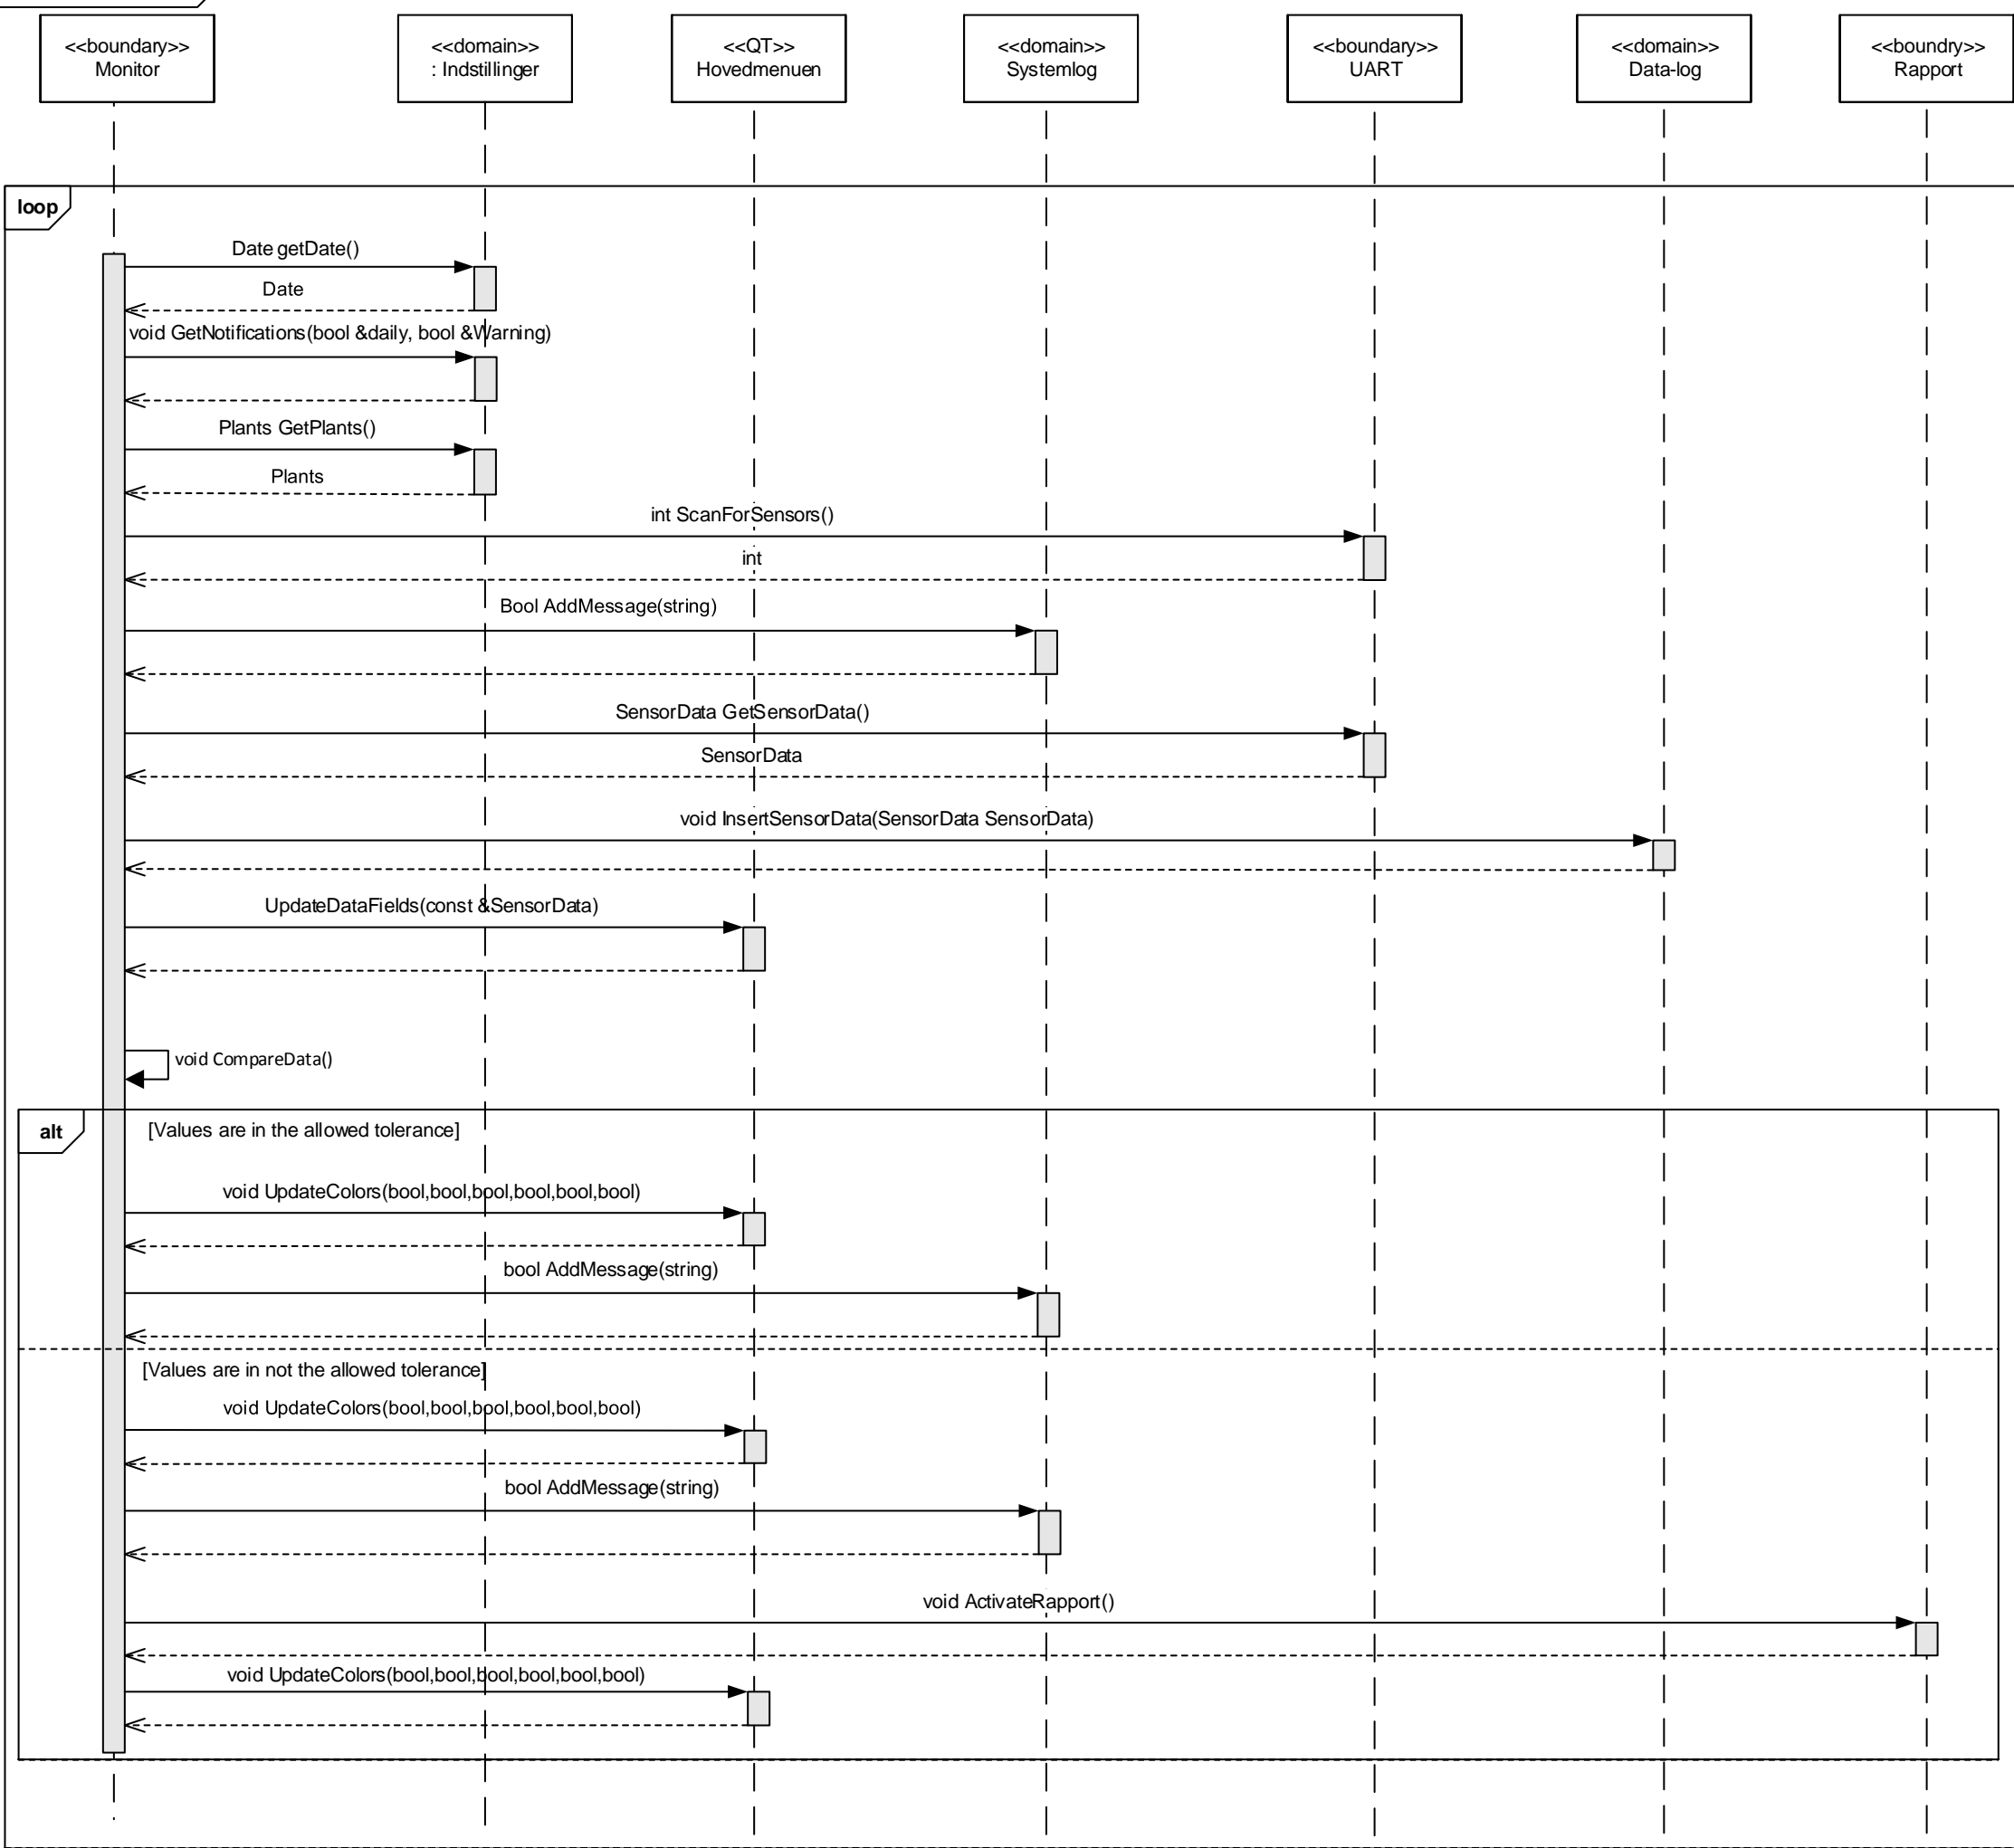 <<boundary>>
Monitor
<<domain>>
: Indstillinger
<<QT>>
Hovedmenuen
<<domain>>
Systemlog
<<boundary>>
UART
<<domain>>
Data-log
<<boundry>>
Rapport
loop
Date getDate()
Date
void GetNotifications(bool &daily, bool &Warning)
Plants GetPlants()
Plants
int ScanForSensors()
int
Bool AddMessage(string)
SensorData GetSensorData()
SensorData
void InsertSensorData(SensorData SensorData)
UpdateDataFields(const &SensorData)
void CompareData()
alt
[Values are in the allowed tolerance]
void UpdateColors(bool,bool,bool,bool,bool,bool)
bool AddMessage(string)
[Values are in not the allowed tolerance]
void UpdateColors(bool,bool,bool,bool,bool,bool)
bool AddMessage(string)
void ActivateRapport()
void UpdateColors(bool,bool,bool,bool,bool,bool)